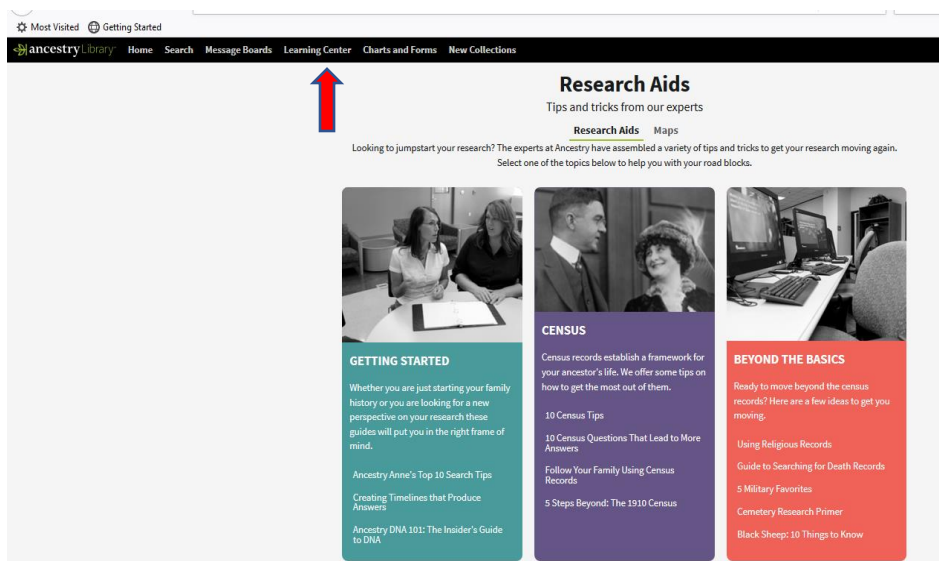 Most Visited Getting Started
ancestryLibrary Home Search Message Boards Learning Center Charts and Forms New Collections
Research Aids
Tips and tricks from our experts
Research Aids Maps
Looking to jumpstart your research? The experts at Ancestry have assembled a variety of tips and tricks to get your research moving again.
Select one of the topics below to help you with your road blocks.
GETTING STARTED
Whether you are just starting your family
history or you are looking for a new
perspective on your research these
guides will put you in the right frame of
mind.
Ancestry Anne's Top 10 Search Tips
Creating Timelines that Produce
Answers
Ancestry DNA 101: The Insider's Guide
to DNA
CENSUS
Census records establish a framework for
your ancestor's life. We offer some tips on
how to get the most out of them.
10 Census Tips
10 Census Questions That Lead to More
Answers
Follow Your Family Using Census
Records
5 Steps Beyond: The 1910 Census
BEYOND THE BASICS
Ready to move beyond the census
records? Here are a few ideas to get you
moving.
Using Religious Records
Guide to Searching for Death Records
5 Military Favorites
Cemetery Research Primer
Black Sheep: 10 Things to Know